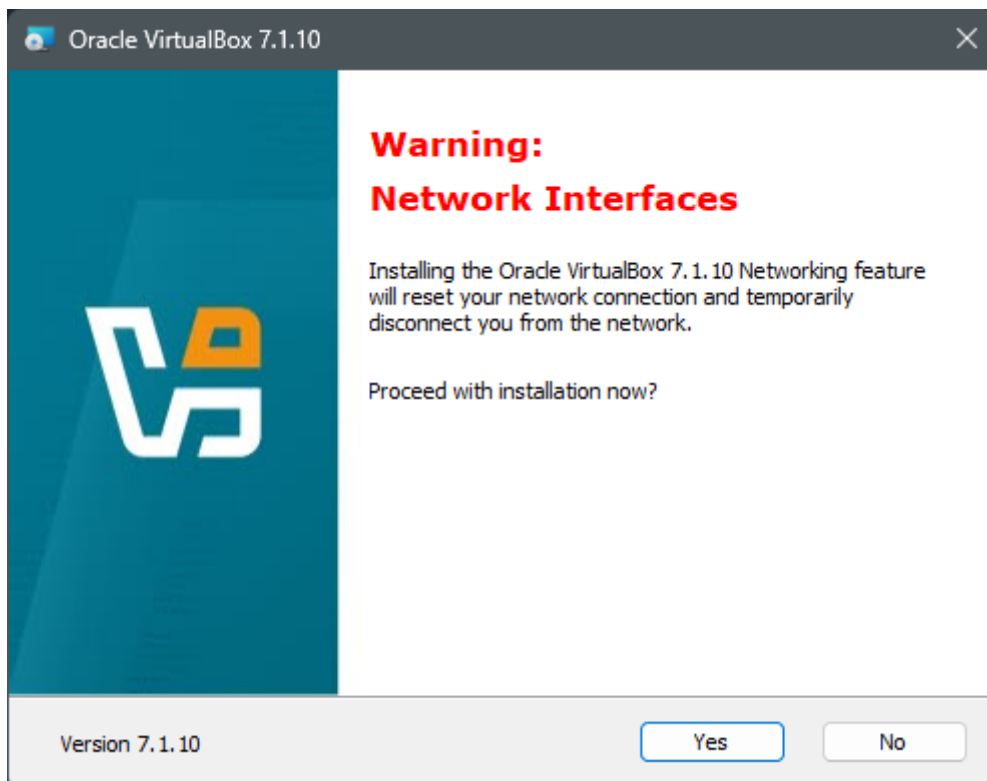 Oracle VirtualBox 7.1.10
Warning:
Network Interfaces
Installing the Oracle VirtualBox 7.1.10 Networking feature
will reset your network connection and temporarily
disconnect you from the network.
Proceed with installation now?
Version 7.1.10
Yes
No